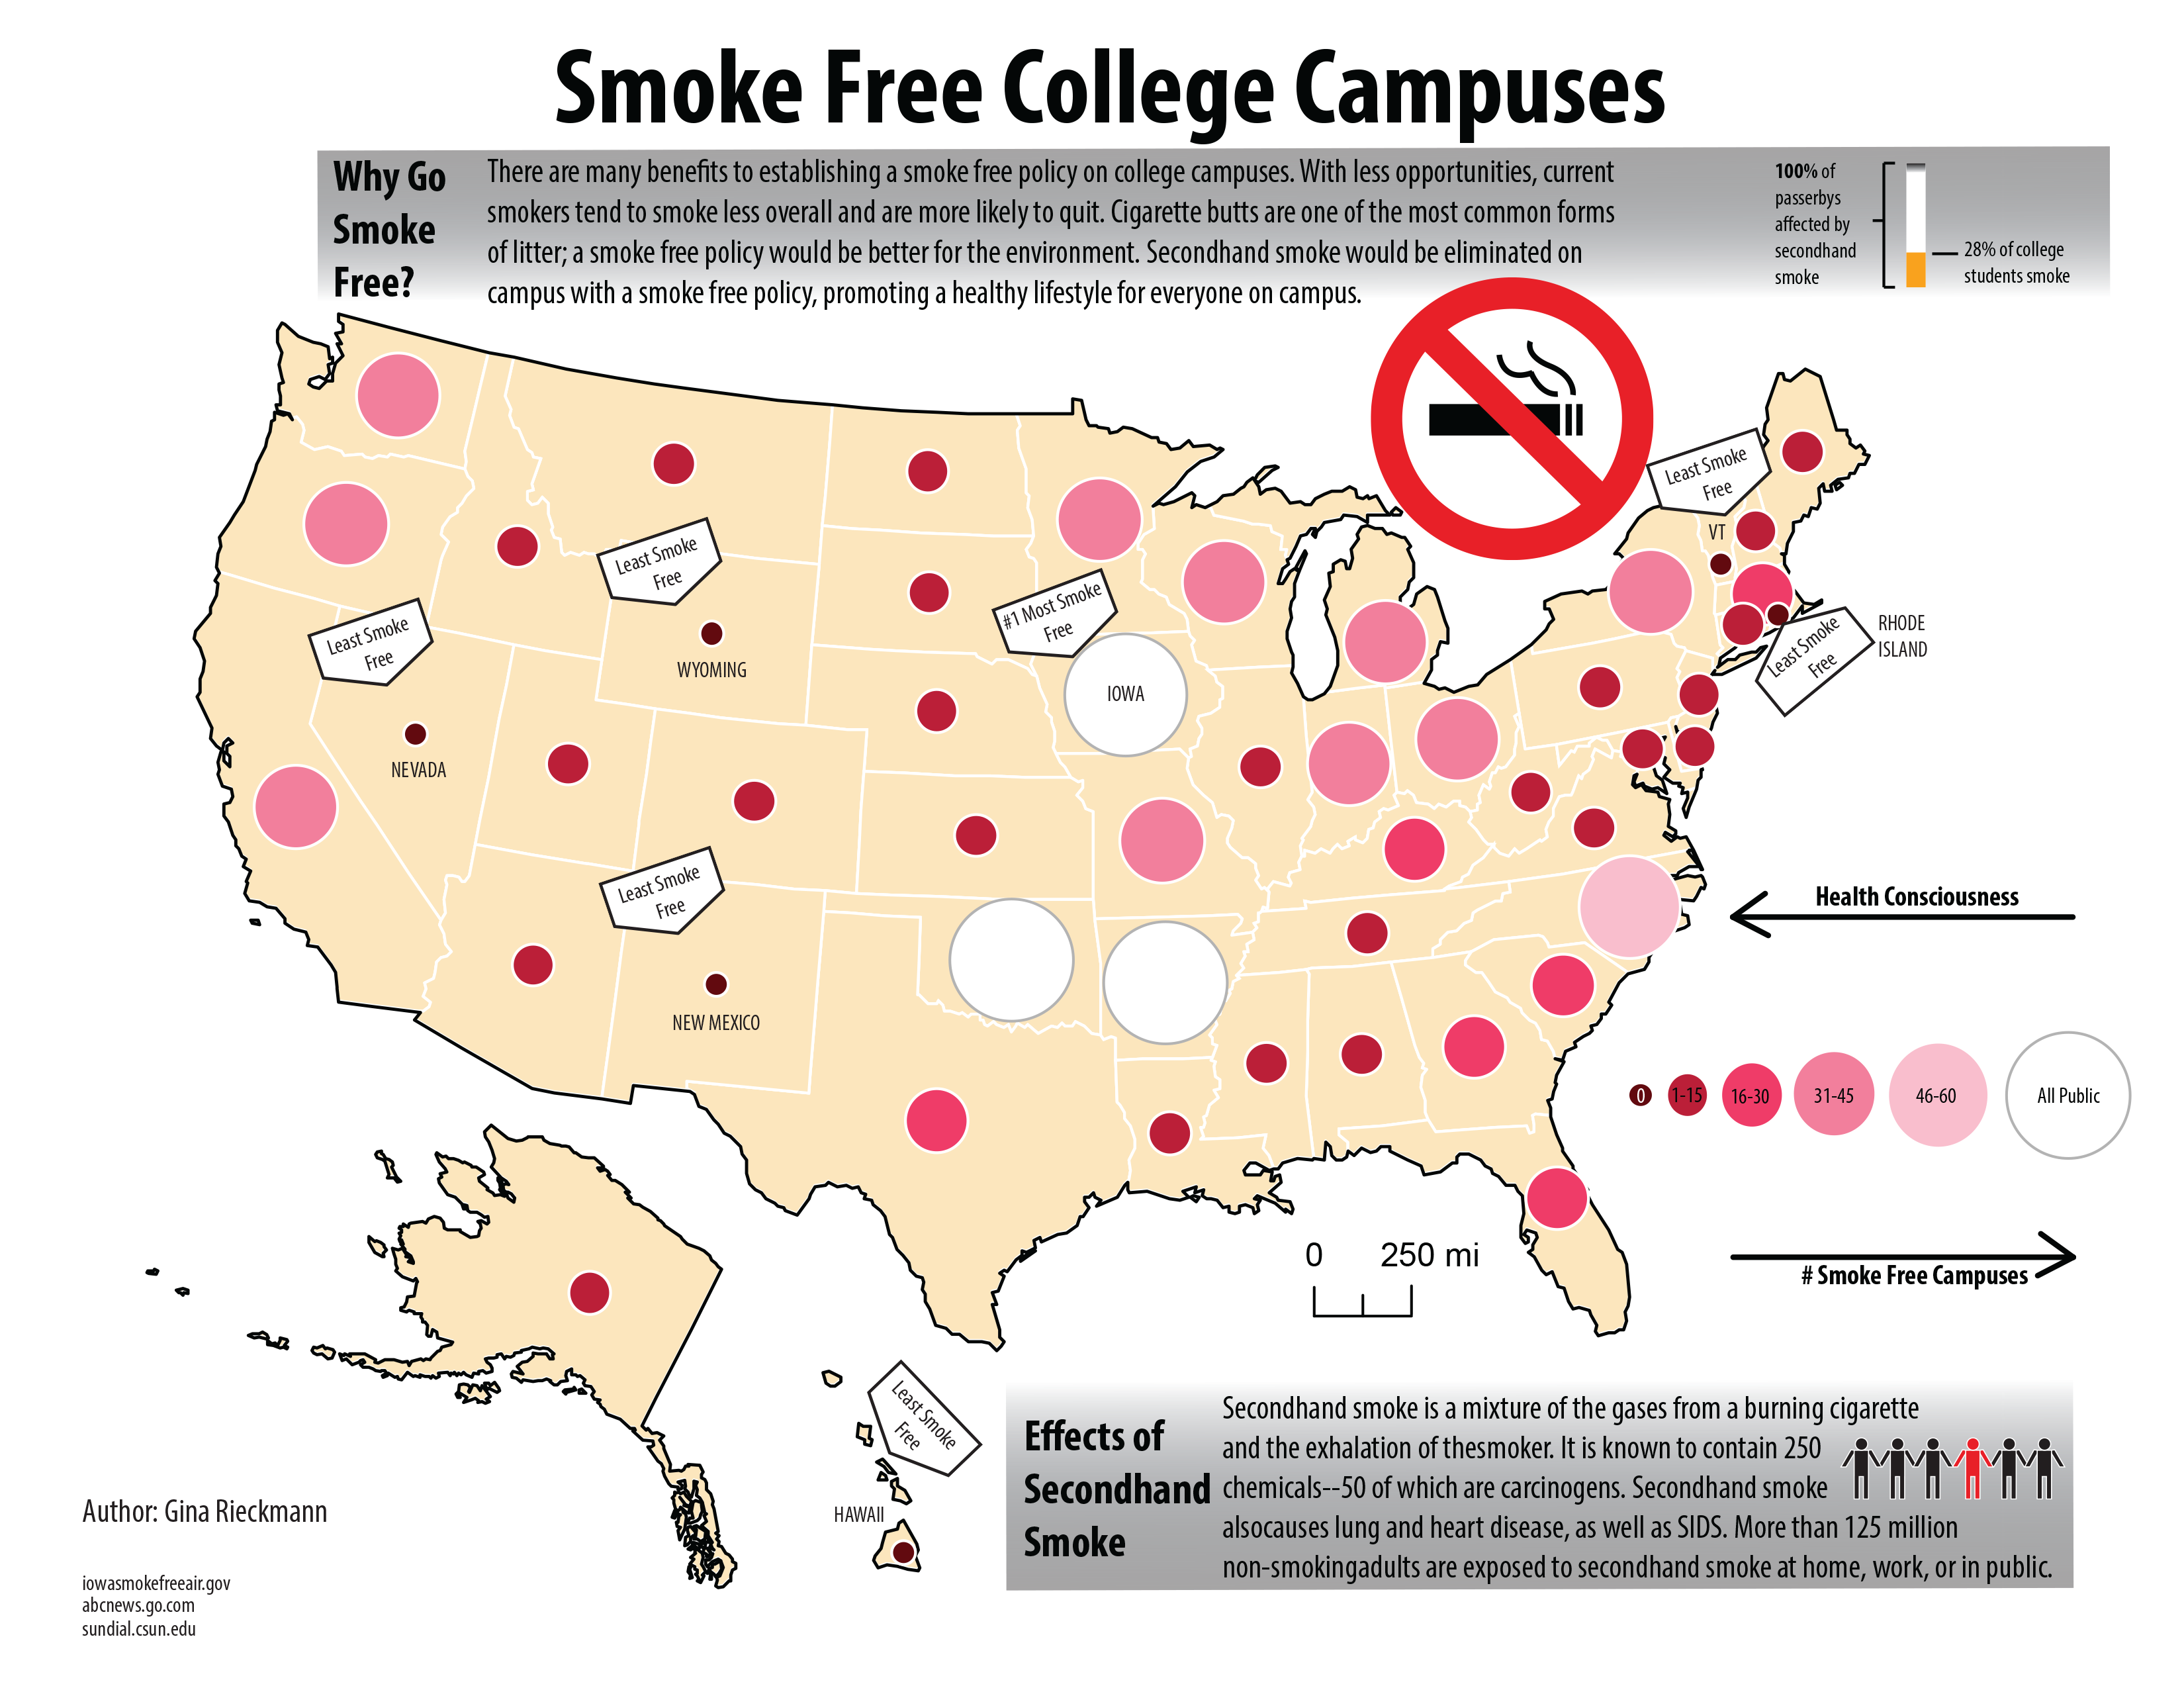 Smoke Free College Campuses
Why Go
Smoke
Free?
There are many benefits to establishing a smoke free policy on college campuses. With less opportunities, current
smokers tend to smoke less overall and are more likely to quit. Cigarette butts are one of the most common forms
of litter; a smoke free policy would be better for the environment. Secondhand smoke would be eliminated on
campus with a smoke free policy, promoting a healthy lifestyle for everyone on campus.
100% of
passerbys
affected by
secondhand
smoke
28% of college
students smoke
Least Smoke
Free
VT
Least Smoke
Free
WYOMING
Least Smoke
Free
NEVADA
#1 Most Smoke
Free
IOWA
Least Smoke
Free
RHODE
ISLAND
Least Smoke
Free
NEW MEXICO
Health Consciousness
0
1-15
16-30
31-45
46-60
All Public
# Smoke Free Campuses
0 250 mi
Least Smoke
Free
HAWAII
Effects of
Secondhand
Smoke
Secondhand smoke is a mixture of the gases from a burning cigarette
and the exhalation of thesmoker. It is known to contain 250
chemicals--50 of which are carcinogens. Secondhand smoke
alsocauses lung and heart disease, as well as SIDS. More than 125 million
non-smokingadults are exposed to secondhand smoke at home, work, or in public.
Author: Gina Rieckmann
iowasmokefreeair.gov
abcnews.go.com
sundial.csun.edu